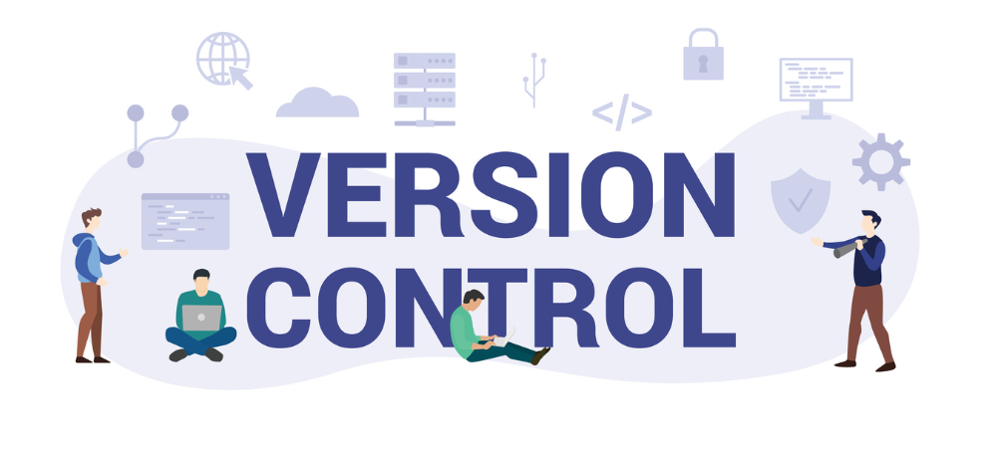 </>
VERSION
CONTROL